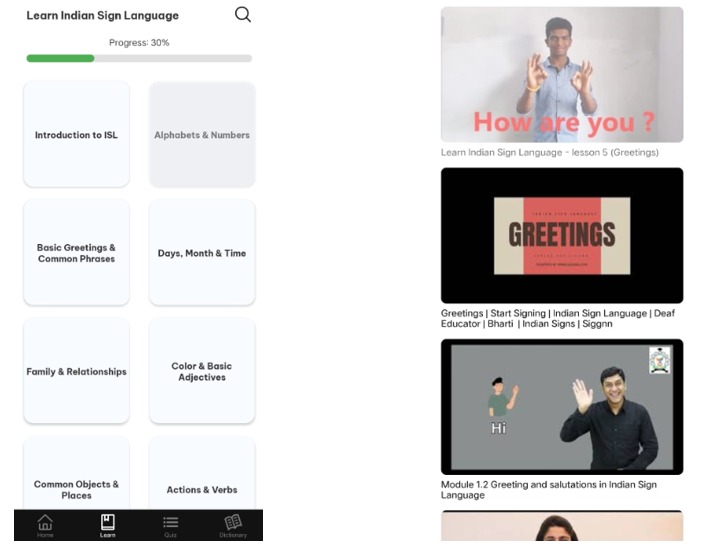 Learn Indian Sign Language
Progress: 30%
Introduction to ISL
Alphabets & Numbers
Basic Greetings &
Common Phrases
Days, Month & Time
Family & Relationships
Color & Basic
Adjectives
Common Objects &
Places
Actions & Verbs
Home
Learn
Quiz
Dictionary
How are you ?
Learn Indian Sign Language - lesson 5 (Greetings)
INDIAN SIGN LANGUAGE
GREETINGS
Greetings | Start Signing | Indian Sign Language | Deaf
Educator | Bharti | Indian Signs | Siggnn
Hi
Module 1.2 Greeting and salutations in Indian Sign
Language